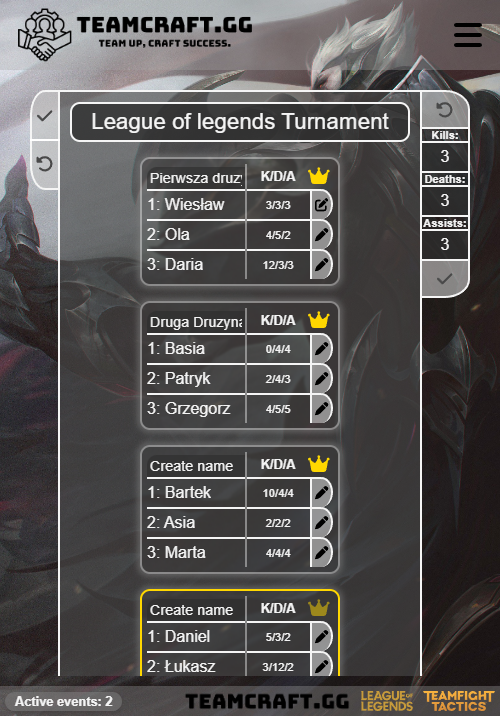 TEAMCRAFT.GG
TEAM UP, CRAFT SUCCESS.
League of legends Turnament
Kills:
3
Deaths:
3
Assists:
3
Pierwsza druzy K/D/A
1: Wiesław 3/3/3
2: Ola 4/5/2
3: Daria 12/3/3
Druga Druzyna K/D/A
1: Basia 0/4/4
2: Patryk 2/4/3
3: Grzegorz 4/5/5
Create name K/D/A
1: Bartek 10/4/4
2: Asia 2/2/2
3: Marta 4/4/4
Create name K/D/A
1: Daniel 5/3/2
2: Łukasz 3/12/2
Active events: 2 TEAMCRAFT.GG
LEAGUE OF LEGENDS
TEAMFIGHT TACTICS